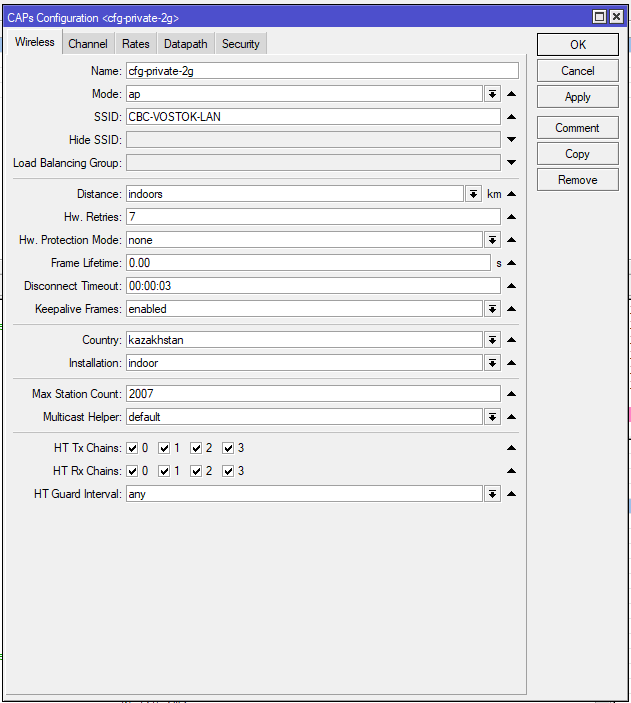 CAPs Configuration <cfg-private-2g>
Wireless Channel Rates Datapath Security
Name: cfg-private-2g
Mode: ap
SSID: CBC-VOSTOK-LAN
Hide SSID:
Load Balancing Group:
Distance: indoors km
Hw. Retries: 7
Hw. Protection Mode: none
Frame Lifetime: 0.00 s
Disconnect Timeout: 00:00:03
Keepalive Frames: enabled
Country: kazakhstan
Installation: indoor
Max Station Count: 2007
Multicast Helper: default
HT Tx Chains: 0 1 2 3
HT Rx Chains: 0 1 2 3
HT Guard Interval: any
OK
Cancel
Apply
Comment
Copy
Remove